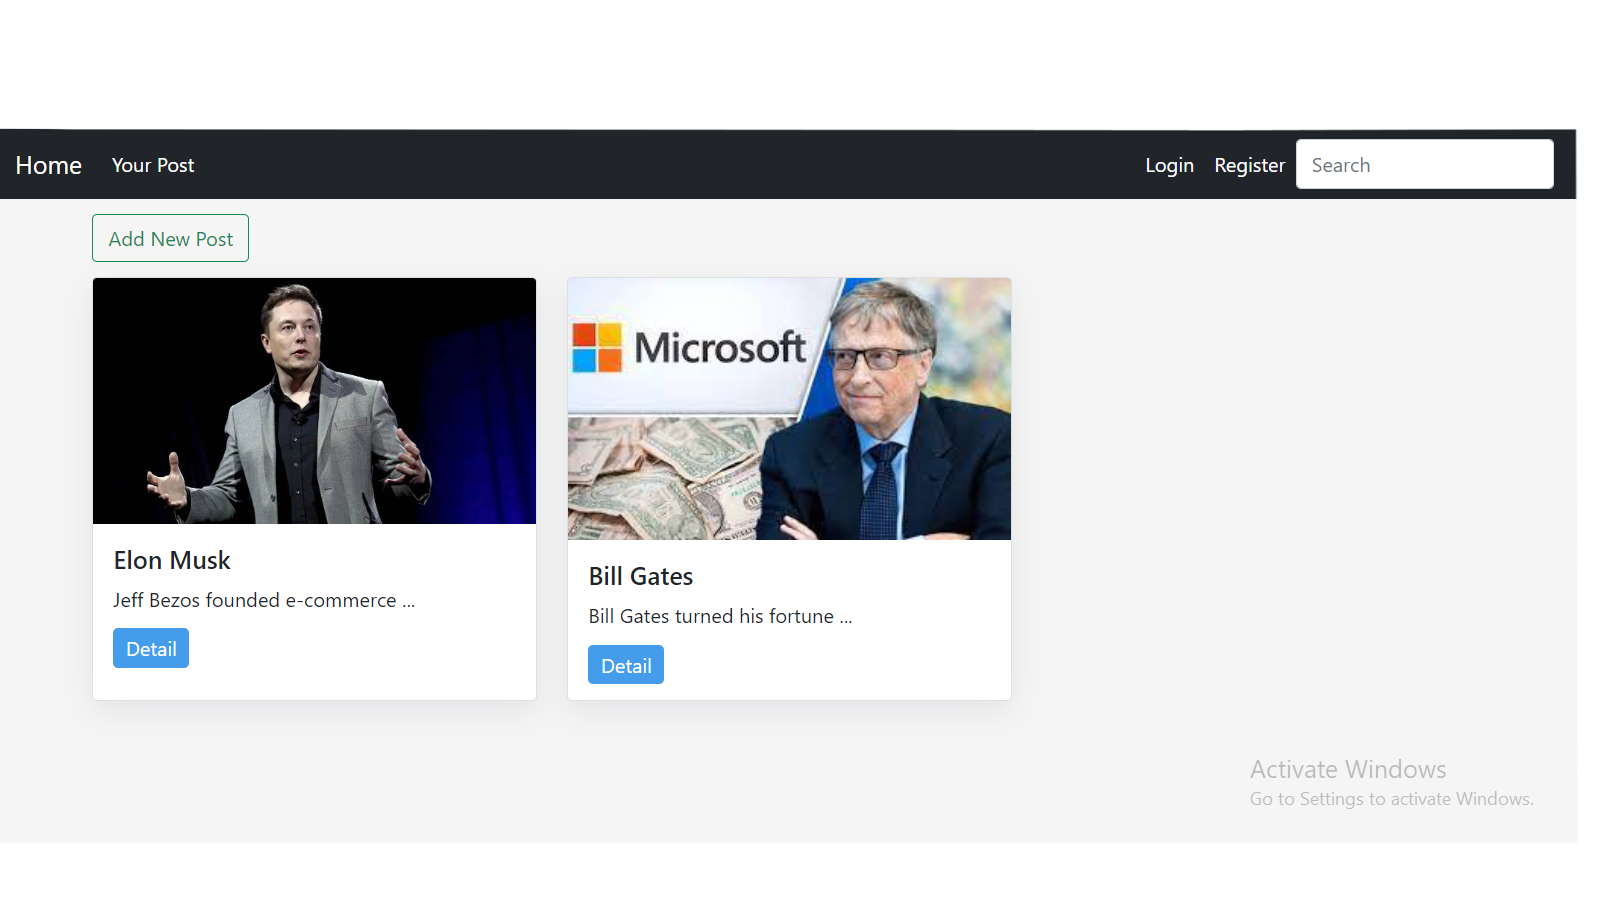 Home
Your Post
Login
Register
Search
Add New Post
Microsoft
Elon Musk
Jeff Bezos founded e-commerce ...
Detail
Bill Gates
Bill Gates turned his fortune ...
Detail
Activate Windows
Go to Settings to activate Windows.